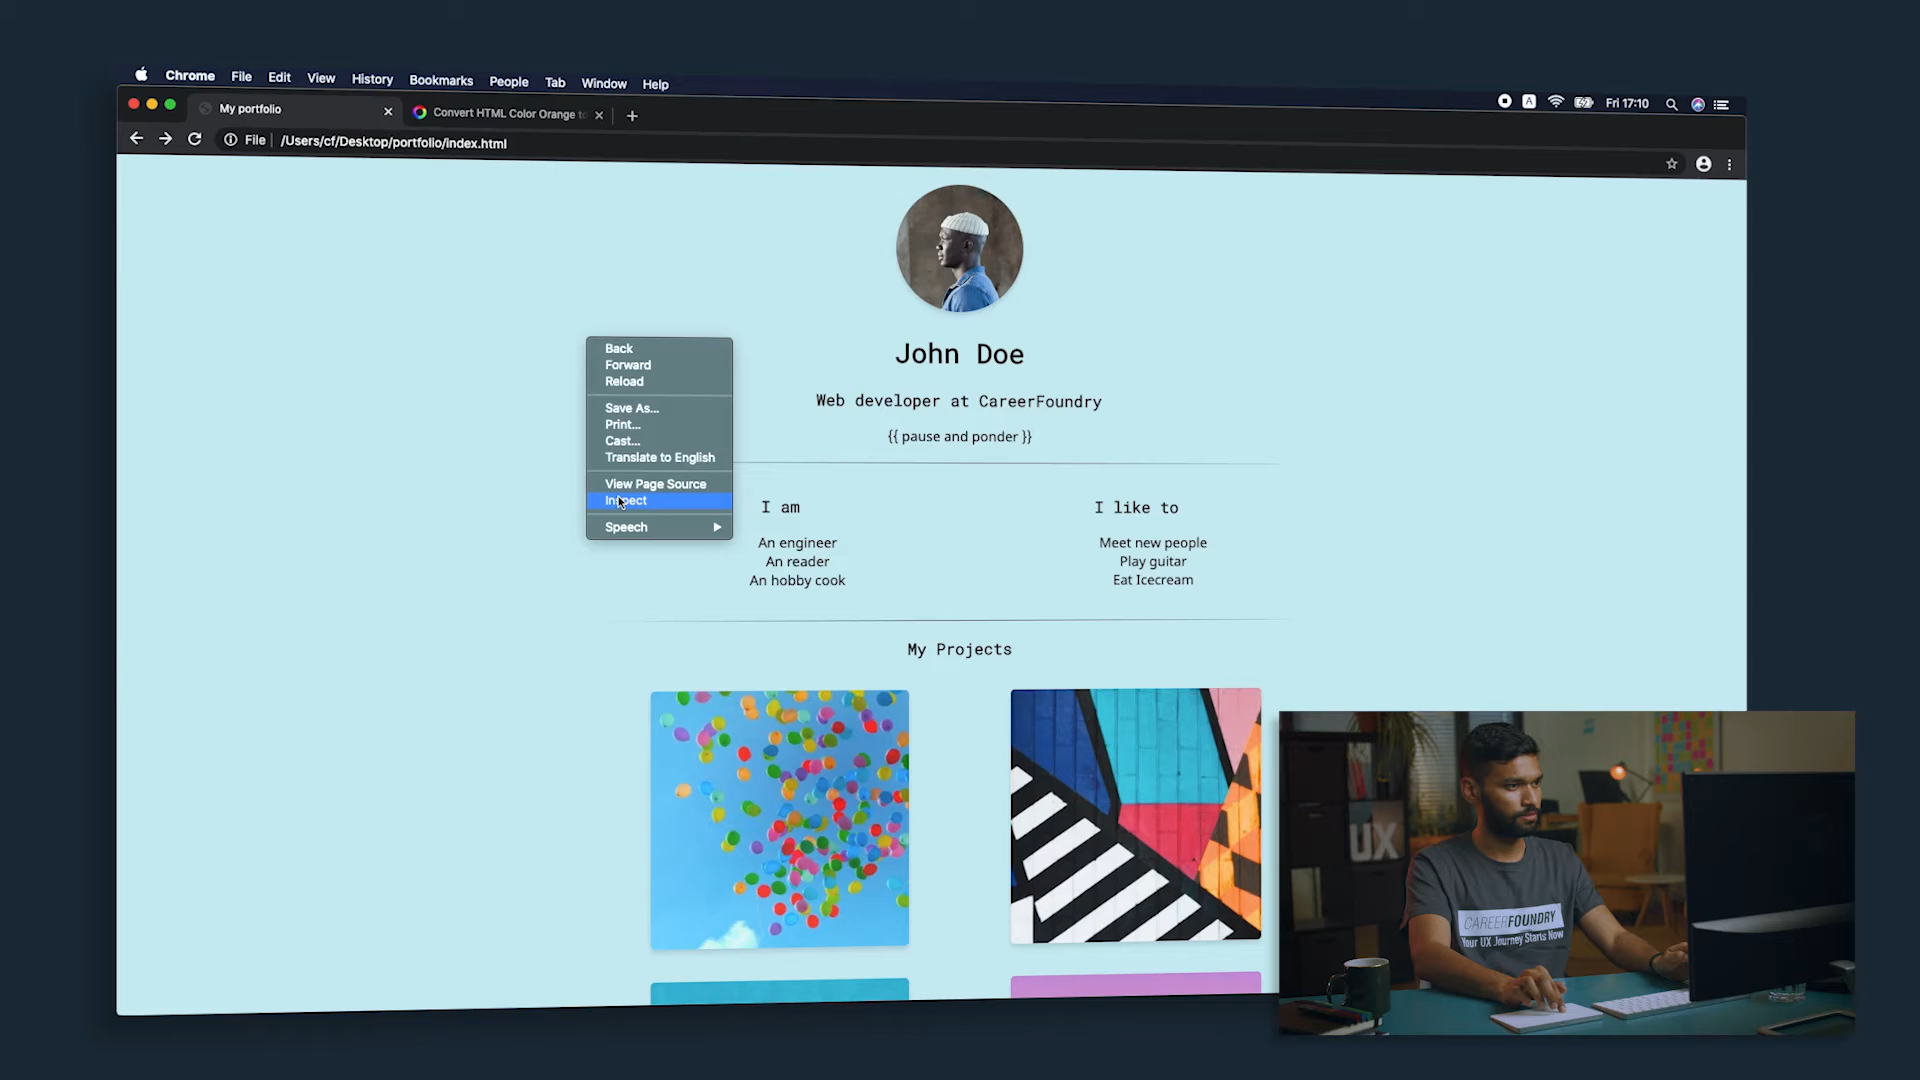 Chrome File Edit View History Bookmarks People Tab Window Help
Fri 17:10
My portfolio
Convert HTML Color Orange to
File /Users/cf/Desktop/portfolio/index.html
John Doe
Web developer at CareerFoundry
{{ pause and ponder }}
Back
Forward
Reload
Save As...
Print...
Cast...
Translate to English
View Page Source
Inspect
Speech
I am
An engineer
An reader
An hobby cook
I like to
Meet new people
Play guitar
Eat Icecream
My Projects
UX
CAREERFOUNDRY
Your UX Journey Starts Now